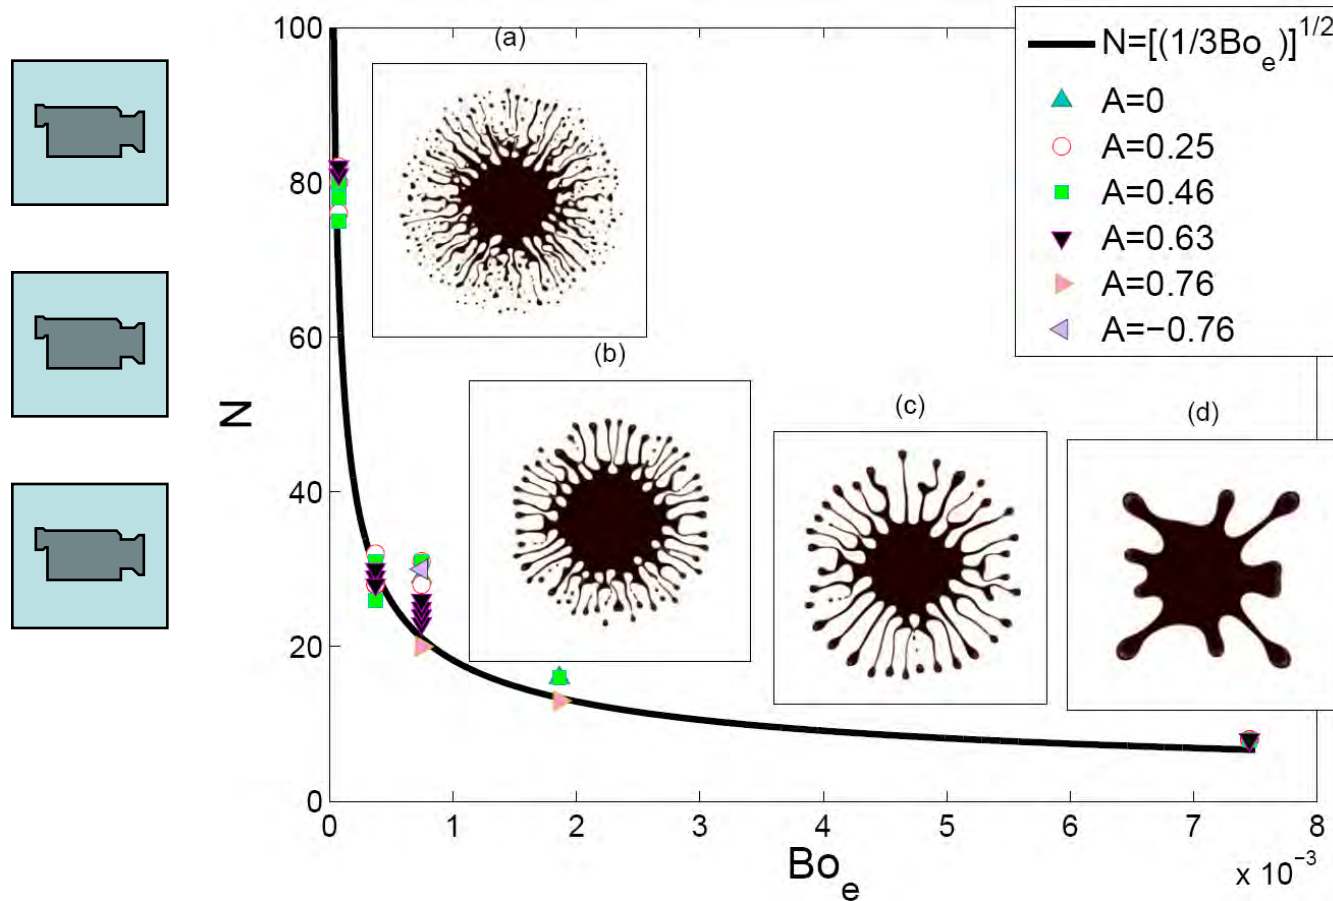 100
80
60
40
20
0
N
0 1 2 3 4 5 6 7 8
Bo_e
x 10^−3
(a)
(b)
(c)
(d)
N=[(1/3Bo_e)]^1/2
A=0
A=0.25
A=0.46
A=0.63
A=0.76
A=−0.76